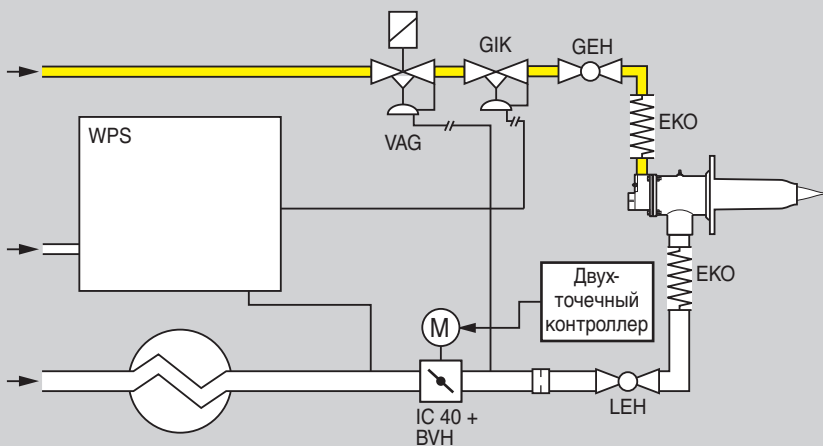 GIK
GEH
WPS
VAG
EKO
EKO
Двух-
точечный
контроллер
M
IC 40 +
BVH
LEH